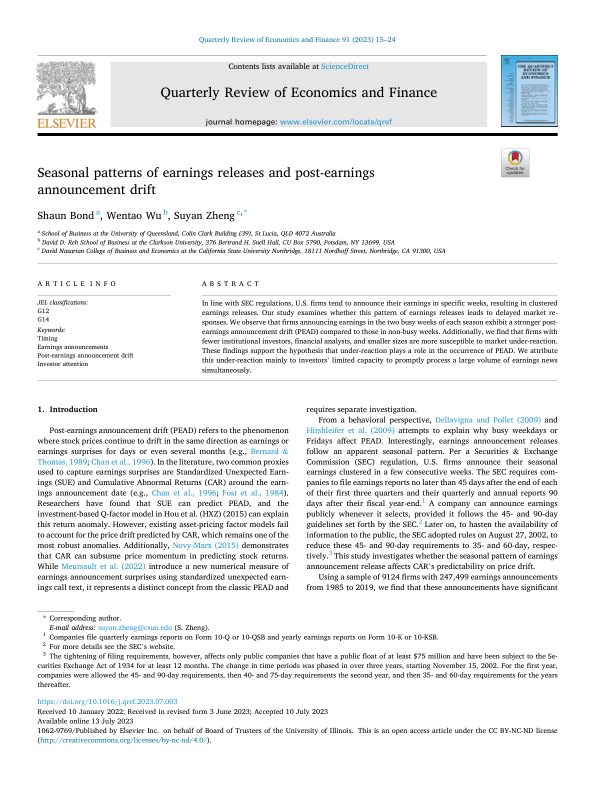 Quarterly Review of Economics and Finance 91 (2023) 15–24
Contents lists available at ScienceDirect
Quarterly Review of Economics and Finance
journal homepage: www.elsevier.com/locate/qref
ELSEVIER
THE QUARTERLY
REVIEW OF
ECONOMICS
AND FINANCE
Check for
updates
Seasonal patterns of earnings releases and post-earnings
announcement drift
Shaun Bond a, Wentao Wu b, Suyan Zheng c,*
a School of Business at the University of Queensland, Colin Clark Building (39), St Lucia, QLD 4072 Australia
b David D. Reh School of Business at the Clarkson University, 376 Bertrand H. Snell Hall, CU Box 5790, Potsdam, NY 13699, USA
c David Nazarian College of Business and Economics at the California State University Northridge, 18111 Nordhoff Street, Northridge, CA 91300, USA
ARTICLE INFO
JEL classifications:
G12
G14
Keywords:
Timing
Earnings announcements
Post-earnings announcement drift
Investor attention
ABSTRACT
In line with SEC regulations, U.S. firms tend to announce their earnings in specific weeks, resulting in clustered
earnings releases. Our study examines whether this pattern of earnings releases leads to delayed market re-
sponses. We observe that firms announcing earnings in the two busy weeks of each season exhibit a stronger post-
earnings announcement drift (PEAD) compared to those in non-busy weeks. Additionally, we find that firms with
fewer institutional investors, financial analysts, and smaller sizes are more susceptible to market under-reaction.
These findings support the hypothesis that under-reaction plays a role in the occurrence of PEAD. We attribute
this under-reaction mainly to investors' limited capacity to promptly process a large volume of earnings news
simultaneously.
1. Introduction
Post-earnings announcement drift (PEAD) refers to the phenomenon
where stock prices continue to drift in the same direction as earnings or
earnings surprises for days or even several months (e.g., Bernard &
Thomas, 1989; Chan et al., 1996). In the literature, two common proxies
used to capture earnings surprises are Standardized Unexpected Earn-
ings (SUE) and Cumulative Abnormal Returns (CAR) around the earn-
ings announcement date (e.g., Chan et al., 1996; Fost et al., 1984).
Researchers have found that SUE can predict PEAD, and the
investment-based Q-factor model in Hou et al. (HXZ) (2015) can explain
this return anomaly. However, existing asset-pricing factor models fail
to account for the price drift predicted by CAR, which remains one of the
most robust anomalies. Additionally, Novy-Marx (2015) demonstrates
that CAR can subsume price momentum in predicting stock returns.
While Meursault et al. (2022) introduce a new numerical measure of
earnings announcement surprises using standardized unexpected earn-
ings call text, it represents a distinct concept from the classic PEAD and
requires separate investigation.
From a behavioral perspective, Dellavigna and Pollet (2009) and
Hirshleifer et al. (2009) attempts to explain why busy weekdays or
Fridays affect PEAD. Interestingly, earnings announcement releases
follow an apparent seasonal pattern. Per a Securities & Exchange
Commission (SEC) regulation, U.S. firms announce their seasonal
earnings clustered in a few consecutive weeks. The SEC requires com-
panies to file earnings reports no later than 45 days after the end of each
of their first three quarters and their quarterly and annual reports 90
days after their fiscal year-end.1 A company can announce earnings
publicly whenever it selects, provided it follows the 45- and 90-day
guidelines set forth by the SEC.2 Later on, to hasten the availability of
information to the public, the SEC adopted rules on August 27, 2002, to
reduce these 45- and 90-day requirements to 35- and 60-day, respec-
tively.3 This study investigates whether the seasonal pattern of earnings
announcement release affects CAR's predictability on price drift.
Using a sample of 9124 firms with 247,499 earnings announcements
from 1985 to 2019, we find that these announcements have significant
* Corresponding author.
E-mail address: suyan.zheng@csun.edu (S. Zheng).
1 Companies file quarterly earnings reports on Form 10-Q or 10-QSB and yearly earnings reports on Form 10-K or 10-KSB.
2 For more details see the SEC's website.
3 The tightening of filing requirements, however, affects only public companies that have a public float of at least $75 million and have been subject to the Se-
curities Exchange Act of 1934 for at least 12 months. The change in time periods was phased in over three years, starting November 15, 2002. For the first year,
companies were allowed the 45- and 90-day requirements, then 40- and 75-day requirements the second year, and then 35- and 60-day requirements for the years
thereafter.
https://doi.org/10.1016/j.qref.2023.07.003
Received 10 January 2022; Received in revised form 3 June 2023; Accepted 10 July 2023
Available online 13 July 2023
1062-9769/Published by Elsevier Inc. on behalf of Board of Trustees of the University of Illinois. This is an open access article under the CC BY-NC-ND license
(http://creativecommons.org/licenses/by-nc-nd/4.0/).